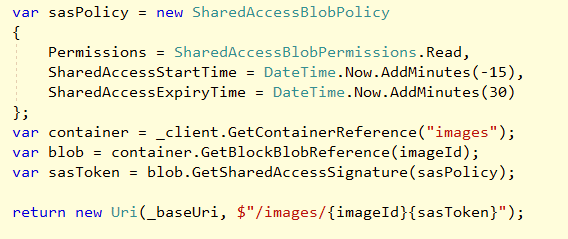 var sasPolicy = new SharedAccessBlobPolicy
{
    Permissions = SharedAccessBlobPermissions.Read,
    SharedAccessStartTime = DateTime.Now.AddMinutes(-15),
    SharedAccessExpiryTime = DateTime.Now.AddMinutes(30)
};
var container = _client.GetContainerReference("images");
var blob = container.GetBlockBlobReference(imageId);
var sasToken = blob.GetSharedAccessSignature(sasPolicy);

return new Uri(_baseUri, $"/images/{imageId}{sasToken}");